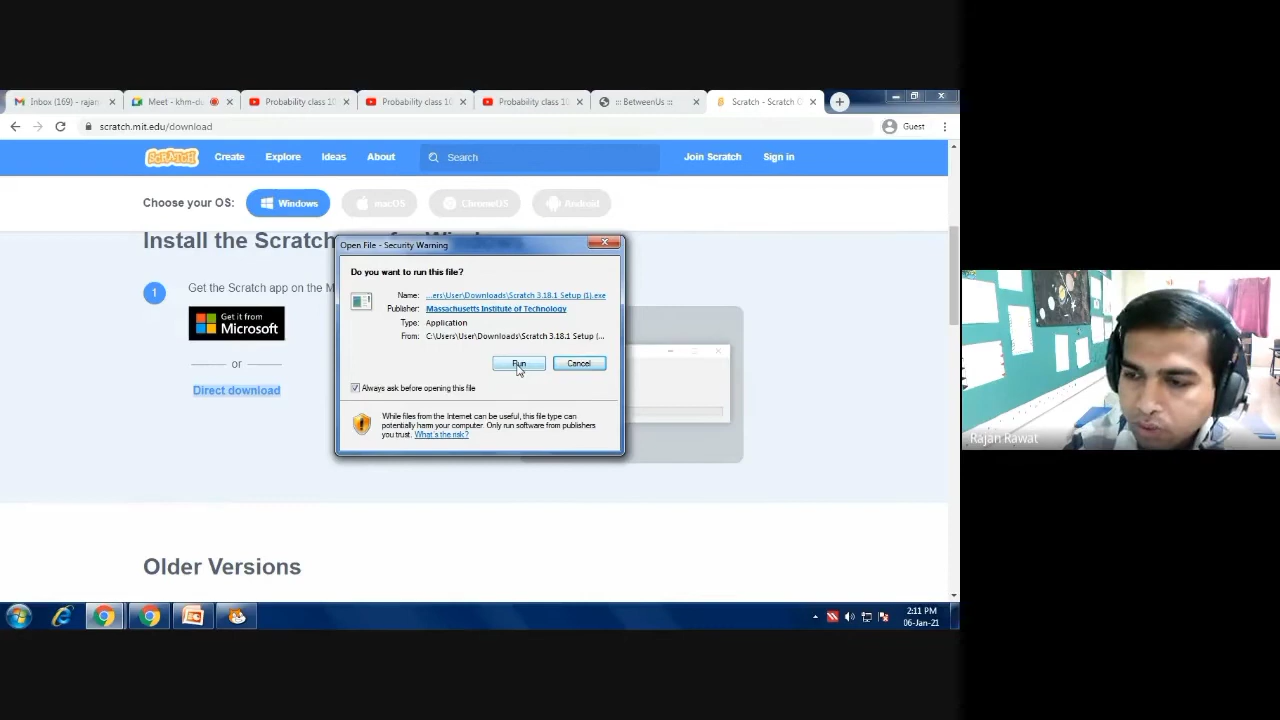 Inbox (169) - rajan
Meet - khm-du
Probability class 10
Probability class 10
Probability class 10
::: BetweenUs :::
Scratch - Scratch O
scratch.mit.edu/download
Guest
SCRATCH
Create
Explore
Ideas
About
Search
Join Scratch
Sign in
Choose your OS:
Windows
macOS
ChromeOS
Android
Install the Scratch
for Windows
Open File - Security Warning
Do you want to run this file?
1
Get the Scratch app on the M
Get it from
Microsoft
or
Direct download
Name: ...ers\User\Downloads\Scratch 3.18.1 Setup (1).exe
Publisher: Massachusetts Institute of Technology
Type: Application
From: C:\Users\User\Downloads\Scratch 3.18.1 Setup (...
Run
Cancel
Always ask before opening this file
While files from the Internet can be useful, this file type can
potentially harm your computer. Only run software from publishers
you trust. What's the risk?
Older Versions
2:11 PM
06-Jan-21
Rajan Rawat